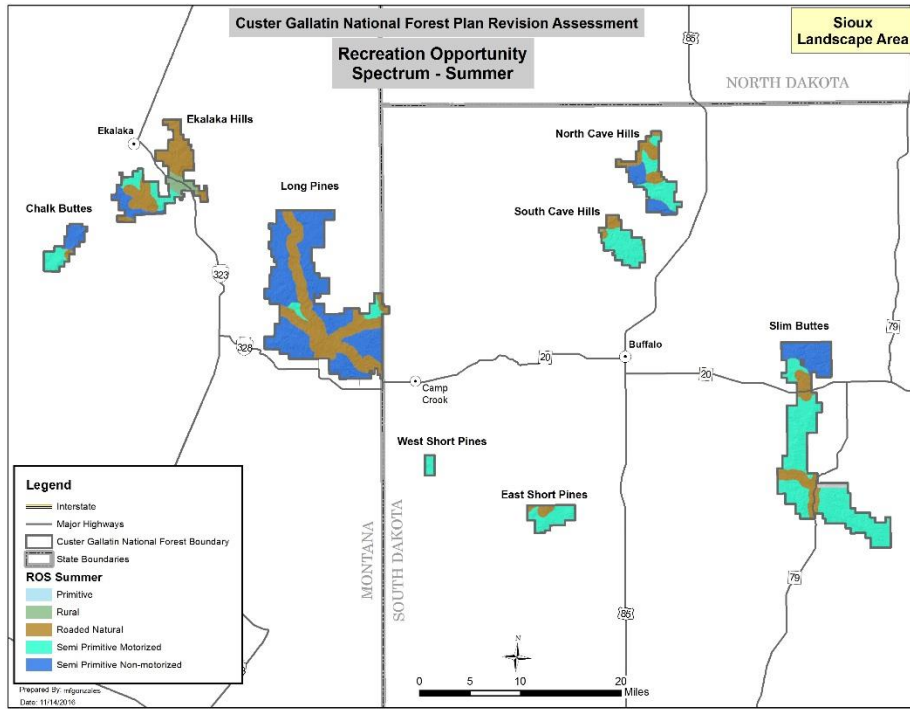 Custer Gallatin National Forest Plan Revision Assessment
Recreation Opportunity
Spectrum - Summer
Sioux
Landscape Area
85
NORTH DAKOTA
Ekalaka
Ekalaka Hills
North Cave Hills
Long Pines
Chalk Buttes
South Cave Hills
323
79
Slim Buttes
328
Buffalo
20
20
Camp
Crook
West Short Pines
East Short Pines
MONTANA
SOUTH DAKOTA
79
85
Legend
Interstate
Major Highways
Custer Gallatin National Forest Boundary
State Boundaries
ROS Summer
Primitive
Rural
Roaded Natural
Semi Primitive Motorized
Semi Primitive Non-motorized
N
0 5 10 20
Miles
Prepared By: mfgonzales
Date: 11/14/2016